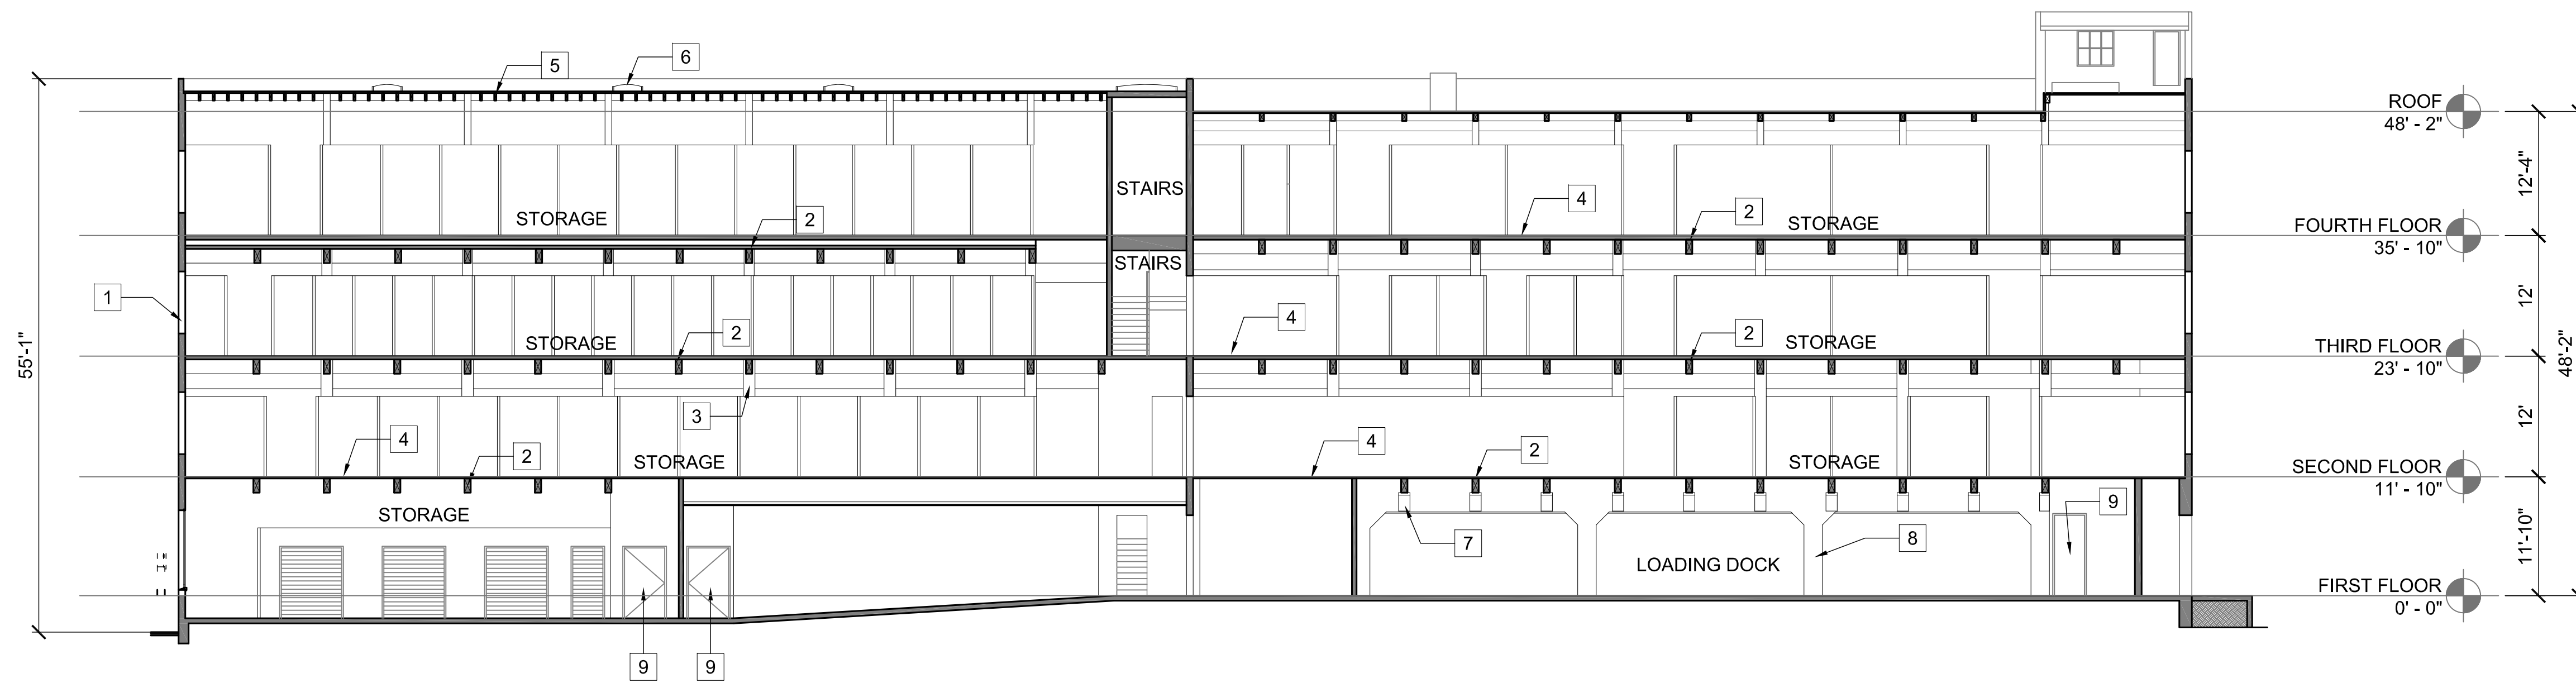 5
6
ROOF
48' - 2"
12'-4"
STAIRS
4
2
STORAGE
2
STORAGE
FOURTH FLOOR
35' - 10"
STAIRS
1
12'
4
2
2
55'-1"
STORAGE
STORAGE
THIRD FLOOR
23' - 10"
48'-2"
3
12'
4
2
4
2
STORAGE
STORAGE
SECOND FLOOR
11' - 10"
STORAGE
9
7
8
11'-10"
LOADING DOCK
FIRST FLOOR
0' - 0"
9
9